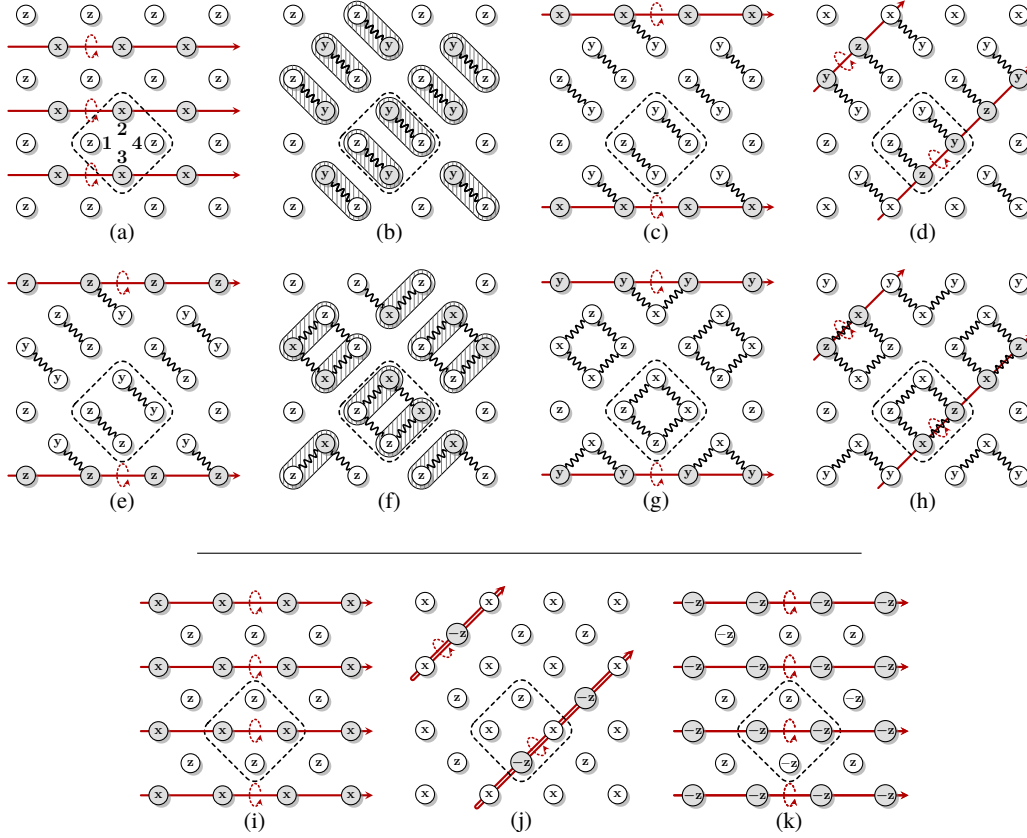 z z z z
x x x
z z z z
x x x
2
z z 1 4 z z
3
x x x
z z z z
(a)
z z z z
y y y
z z z z
y y y
z z z z
y y y
z z z z
(b)
x x x x
y y y
z z z z
y y y
z z z z
y y y
x x x x
(c)
x x x x
z y y
y z z y
y y z
z z y z
y z y
x x x x
(d)
z z z z
z y y
y z z y
y y z
z z y z
y z y
z z z z
(e)
z z z z
z x x
x z z x
x x z
z z x z
x z x
z z z z
(f)
y y y y
z x x
x z z x
x x z
z z x z
x z x
y y y y
(g)
y y y y
x x x
z z z z
x x x
z z z z
x x x
y y y y
(h)
x x x x
z z z
x x x x
z z z
x x x x
z z z
x x x x
(i)
x x x x
−z z z
x x x x
z z −z
x x x x
z −z z
x x x x
(j)
−z −z −z −z
−z z z
−z −z −z −z
z z −z
−z −z −z −z
z −z z
−z −z −z −z
(k)